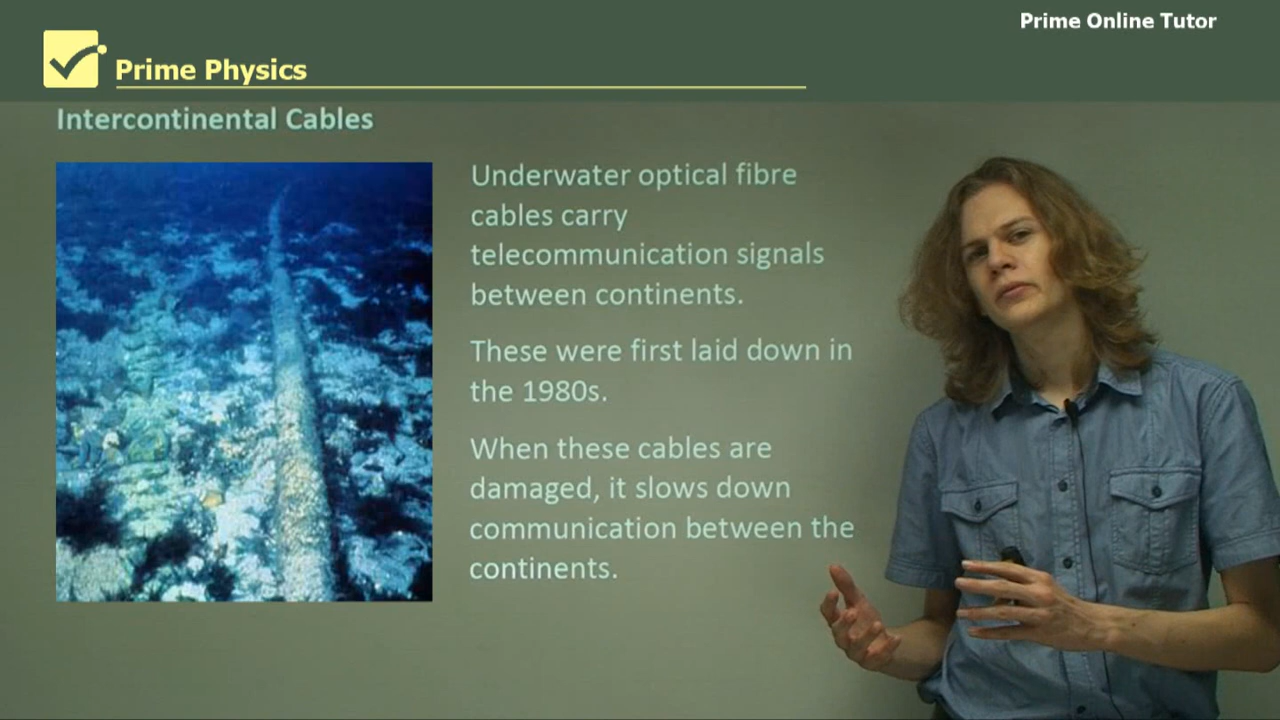 Prime Online Tutor
Prime Physics
Intercontinental Cables
Underwater optical fibre
cables carry
telecommunication signals
between continents.
These were first laid down in
the 1980s.
When these cables are
damaged, it slows down
communication between the
continents.